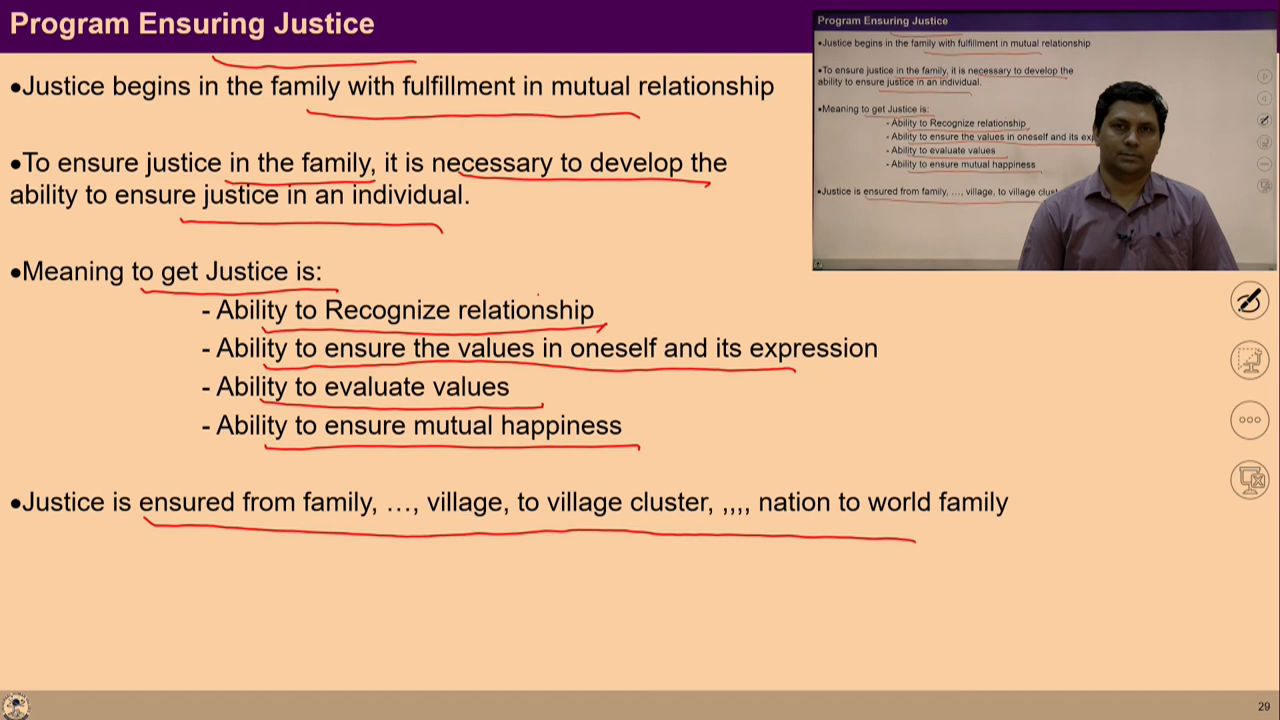 Program Ensuring Justice
•Justice begins in the family with fulfillment in mutual relationship
•To ensure justice in the family, it is necessary to develop the
ability to ensure justice in an individual.
•Meaning to get Justice is:
- Ability to Recognize relationship
- Ability to ensure the values in oneself and its expression
- Ability to evaluate values
- Ability to ensure mutual happiness
•Justice is ensured from family, …, village, to village cluster, ,,,, nation to world family
29
Program Ensuring Justice
•Justice begins in the family with fulfillment in mutual relationship
•To ensure justice in the family, it is necessary to develop the
ability to ensure justice in an individual.
•Meaning to get Justice is:
- Ability to Recognize relationship
- Ability to ensure the values in oneself and its
- Ability to evaluate values
- Ability to ensure mutual happiness
•Justice is ensured from family, …, village, to village